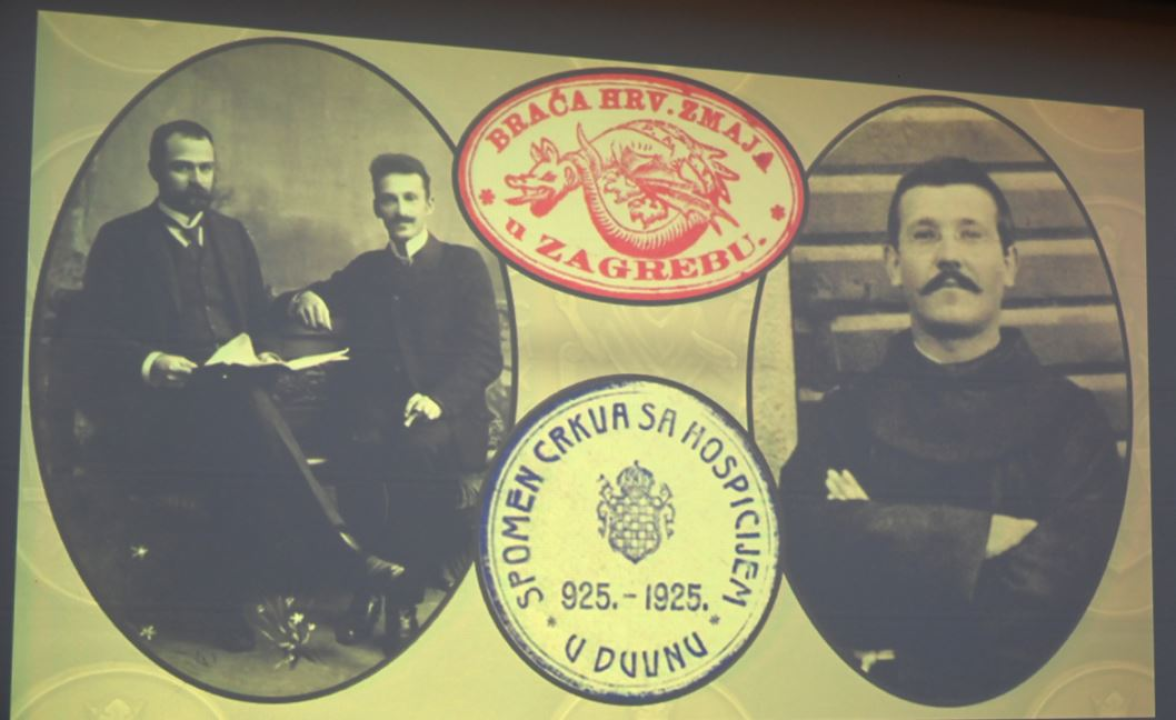 BRAĆA HRV. ZMAJA
u ZAGREBU.
SPOMEN CRKVA SA HOSPICIJEM
925. - 1925.
U DUVNU